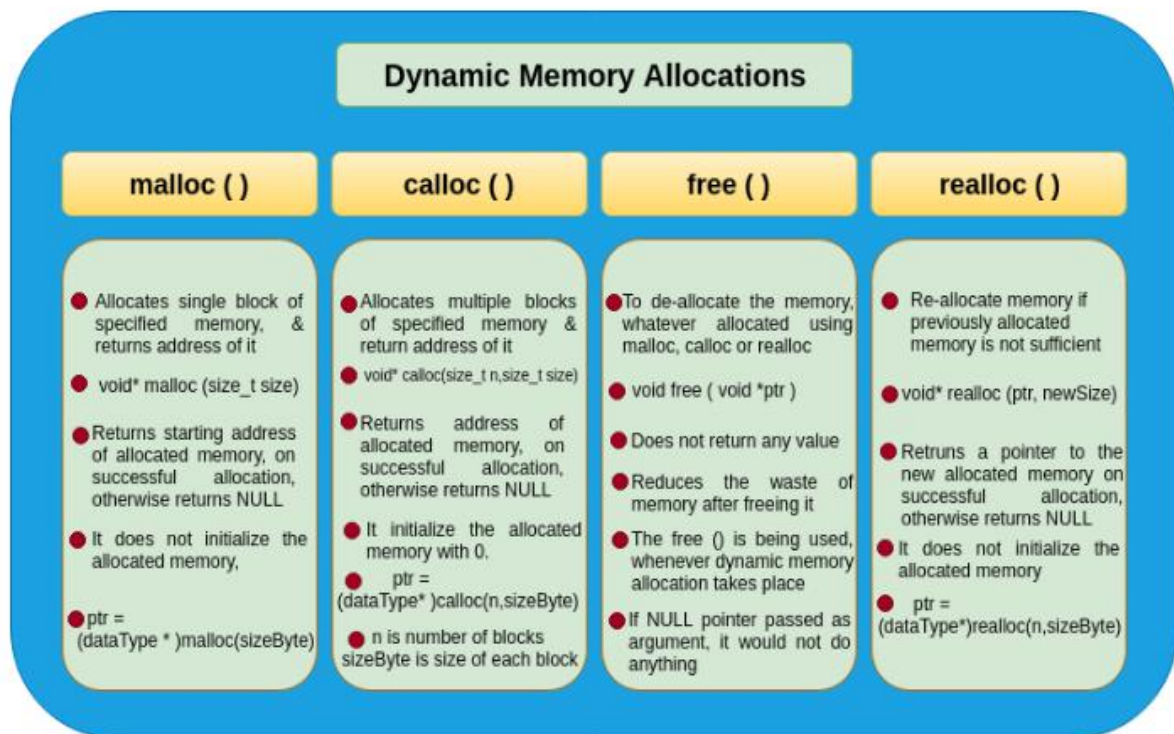 Dynamic Memory Allocations
malloc ( )
Allocates single block of
specified memory, &
returns address of it
void* malloc (size_t size)
Returns starting address
of allocated memory, on
successful allocation,
otherwise returns NULL
It does not initialize the
allocated memory,
ptr =
(dataType * )malloc(sizeByte)
calloc ( )
Allocates multiple blocks
of specified memory &
return address of it
void* calloc(size_t n,size_t size)
Returns address of
allocated memory, on
successful allocation,
otherwise returns NULL
It initialize the allocated
memory with 0.
ptr =
(dataType* )calloc(n,sizeByte)
n is number of blocks
sizeByte is size of each block
free ( )
To de-allocate the memory,
whatever allocated using
malloc, calloc or realloc
void free ( void *ptr )
Does not return any value
Reduces the waste of
memory after freeing it
The free () is being used,
whenever dynamic memory
allocation takes place
If NULL pointer passed as
argument, it would not do
anything
realloc ( )
Re-allocate memory if
previously allocated
memory is not sufficient
void* realloc (ptr, newSize)
Retruns a pointer to the
new allocated memory on
successful allocation,
otherwise returns NULL
It does not initialize the
allocated memory
ptr =
(dataType*)realloc(n,sizeByte)